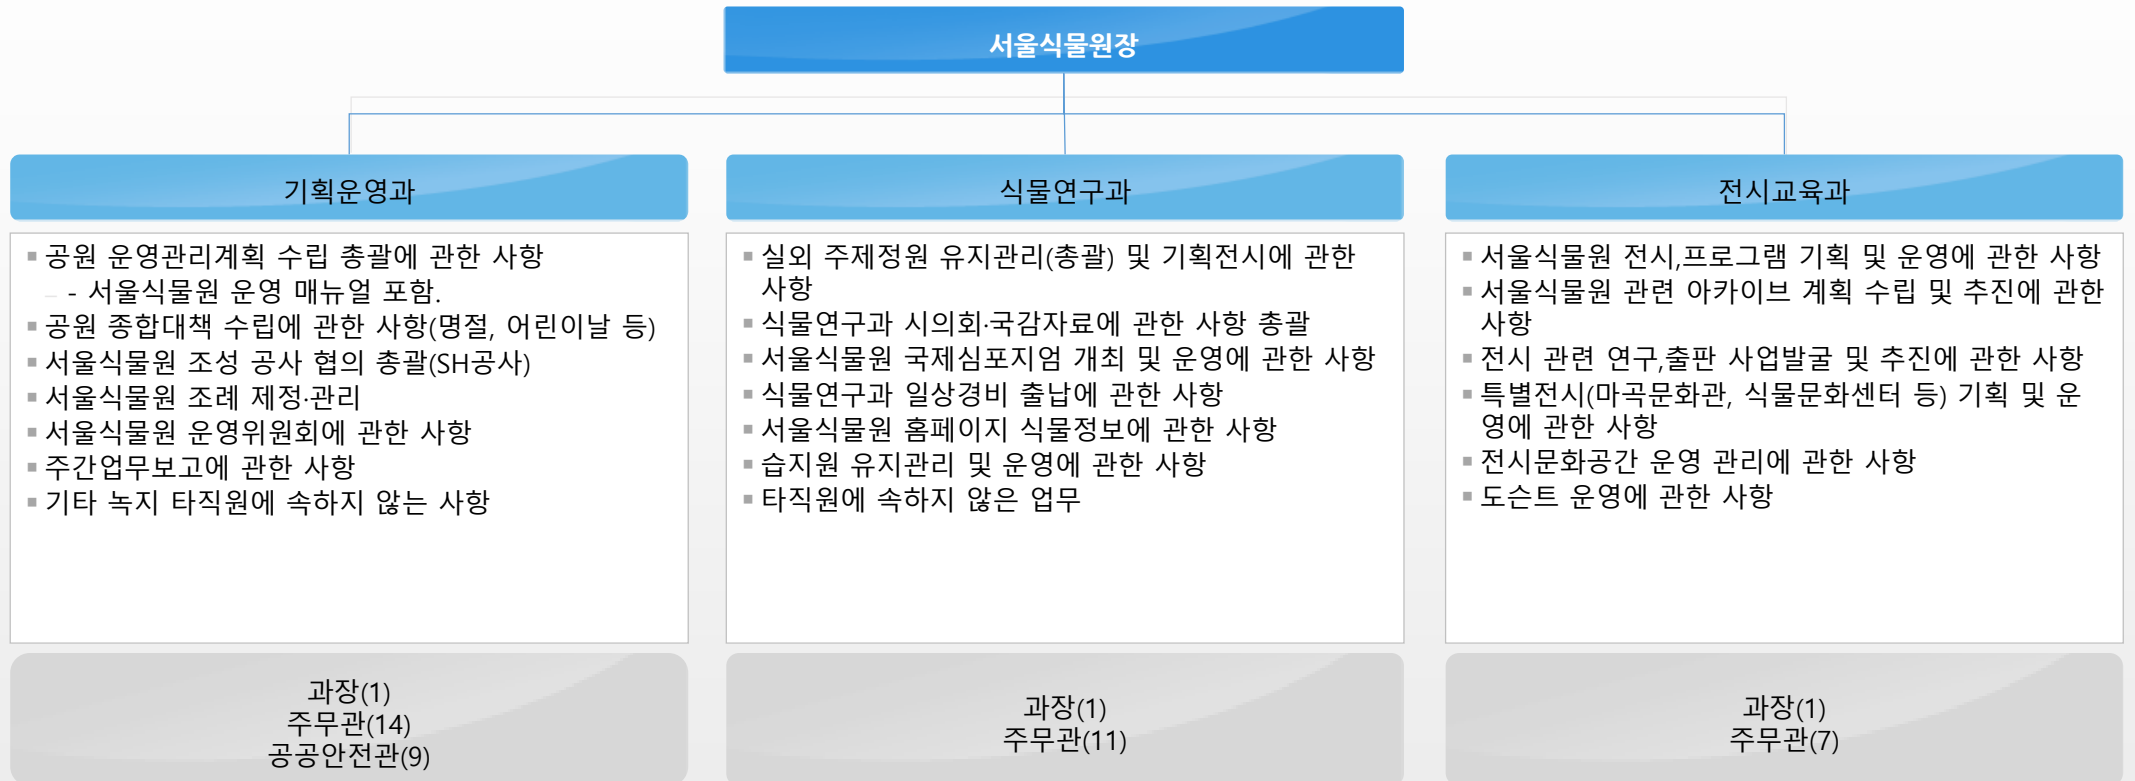 서울식물원장
기획운영과
공원 운영관리계획 수립 총괄에 관한 사항
– - 서울식물원 운영 매뉴얼 포함.
공원 종합대책 수립에 관한 사항(명절, 어린이날 등)
서울식물원 조성 공사 협의 총괄(SH공사)
서울식물원 조례 제정·관리
서울식물원 운영위원회에 관한 사항
주간업무보고에 관한 사항
기타 녹지 타직원에 속하지 않는 사항
과장(1)
주무관(14)
공공안전관(9)
식물연구과
실외 주제정원 유지관리(총괄) 및 기획전시에 관한
사항
식물연구과 시의회·국감자료에 관한 사항 총괄
서울식물원 국제심포지엄 개최 및 운영에 관한 사항
식물연구과 일상경비 출납에 관한 사항
서울식물원 홈페이지 식물정보에 관한 사항
습지원 유지관리 및 운영에 관한 사항
타직원에 속하지 않은 업무
과장(1)
주무관(11)
전시교육과
서울식물원 전시,프로그램 기획 및 운영에 관한 사항
서울식물원 관련 아카이브 계획 수립 및 추진에 관한
사항
전시 관련 연구,출판 사업발굴 및 추진에 관한 사항
특별전시(마곡문화관, 식물문화센터 등) 기획 및 운
영에 관한 사항
전시문화공간 운영 관리에 관한 사항
도슨트 운영에 관한 사항
과장(1)
주무관(7)